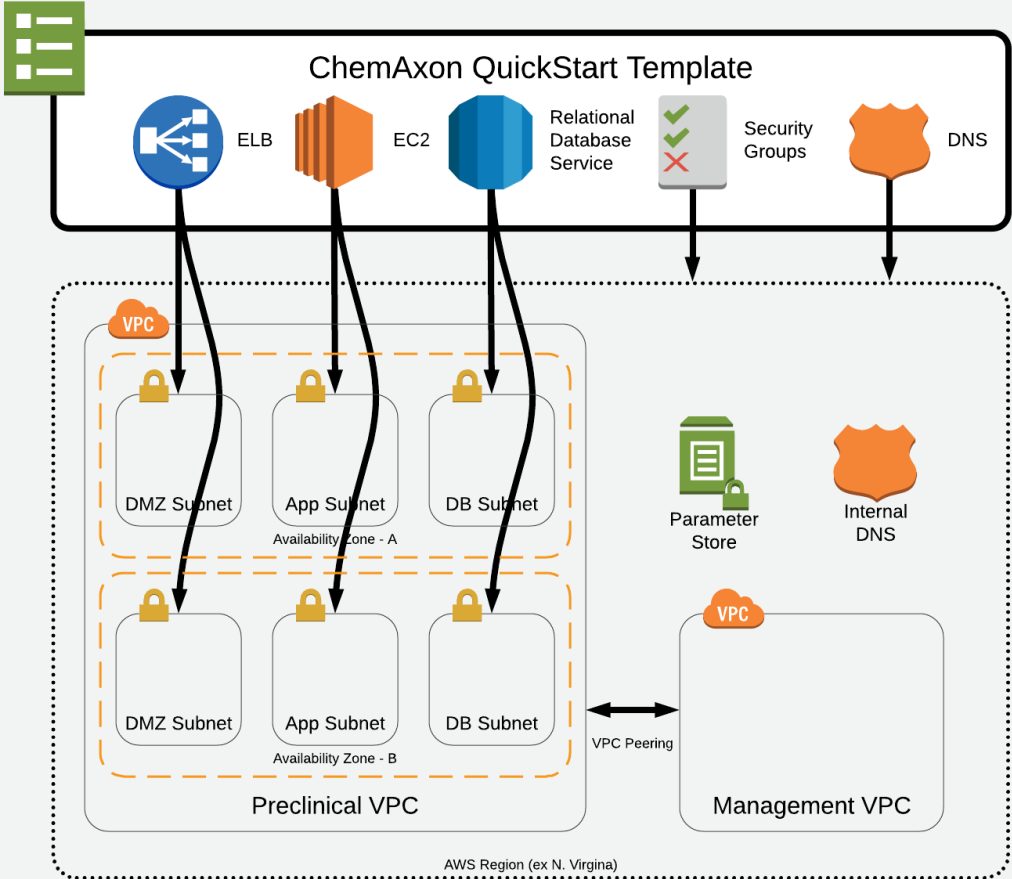 ChemAxon QuickStart Template
ELB
EC2
Relational
Database
Service
Security
Groups
DNS
VPC
DMZ Subnet
App Subnet
DB Subnet
Availability Zone - A
Parameter
Store
Internal
DNS
DMZ Subnet
App Subnet
DB Subnet
Availability Zone - B
VPC
VPC Peering
Preclinical VPC
Management VPC
AWS Region (ex N. Virgina)